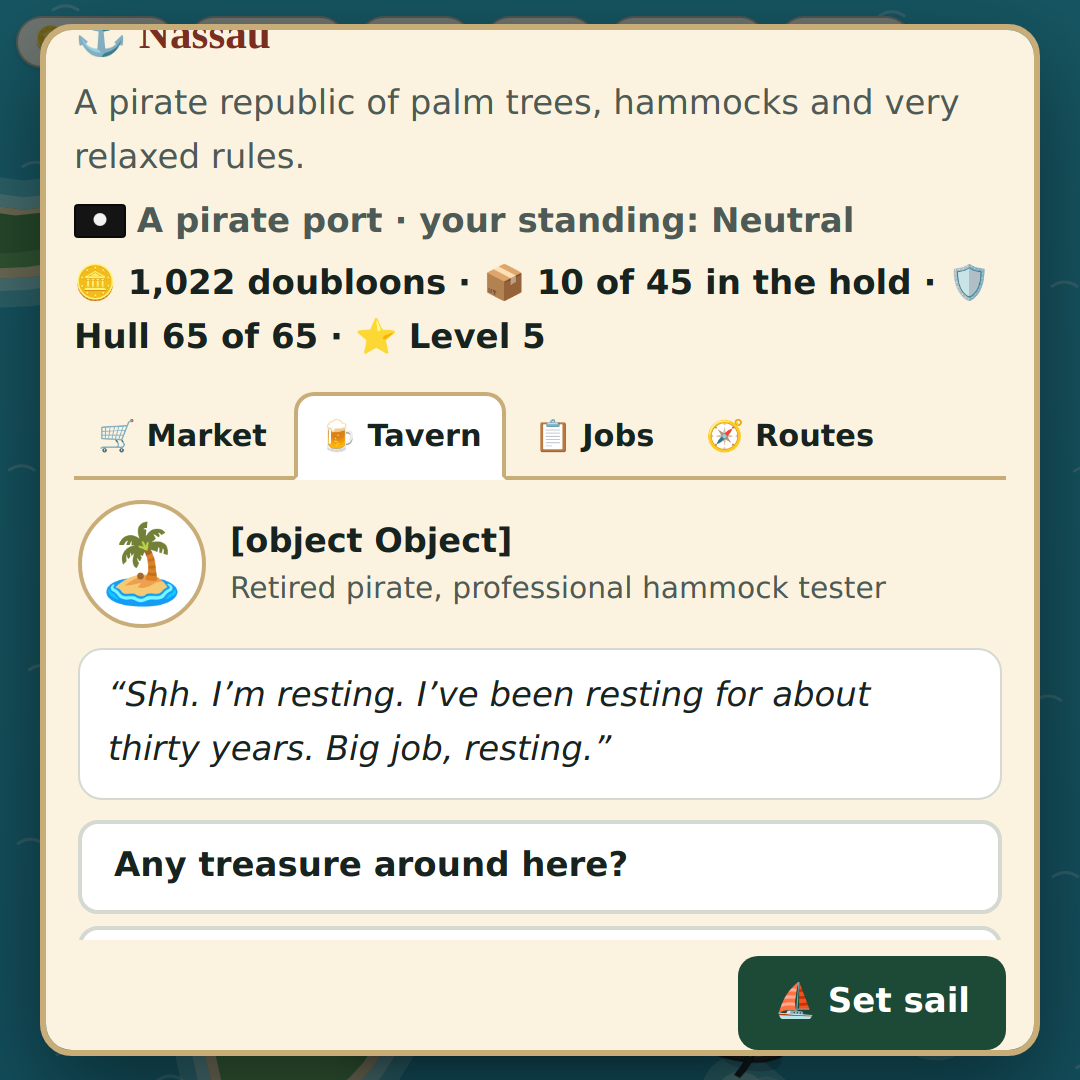 Nassau
A pirate republic of palm trees, hammocks and very
relaxed rules.
A pirate port · your standing: Neutral
1,022 doubloons · 10 of 45 in the hold ·
Hull 65 of 65 · Level 5
Market Tavern Jobs Routes
[object Object]
Retired pirate, professional hammock tester
“Shh. I’m resting. I’ve been resting for about
thirty years. Big job, resting.”
Any treasure around here?
Set sail